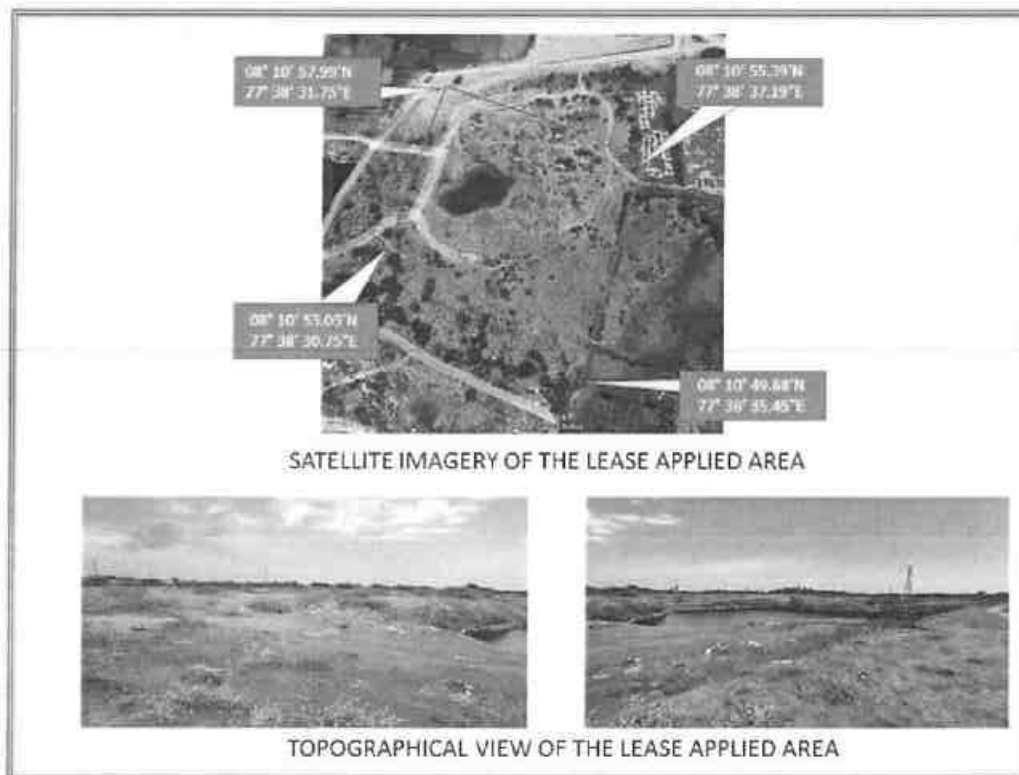 08° 10' 57.99"N
77° 38' 31.75"E
08° 10' 55.39"N
77° 38' 37.19"E
08° 10' 53.05"N
77° 38' 30.75"E
08° 10' 49.68"N
77° 38' 35.45"E
SATELLITE IMAGERY OF THE LEASE APPLIED AREA
TOPOGRAPHICAL VIEW OF THE LEASE APPLIED AREA